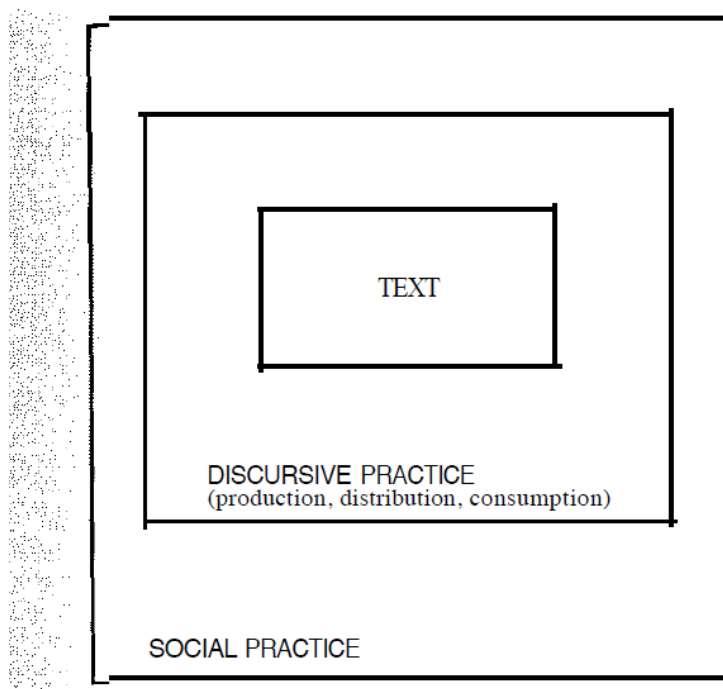 TEXT
DISCURSIVE PRACTICE
(production, distribution, consumption)
SOCIAL PRACTICE